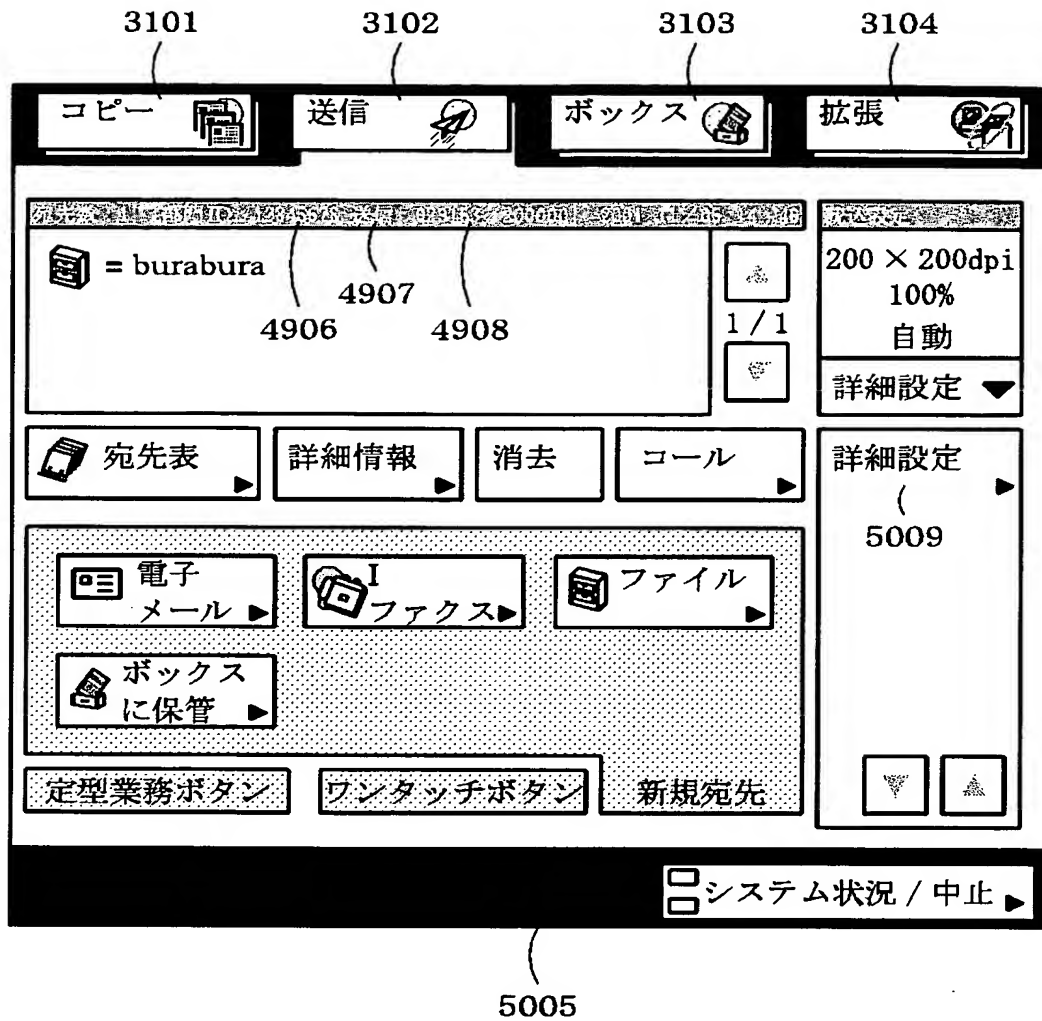 3101 3102 3103 3104
コピー 送信 ボックス 拡張
= burabura
4906 4907 4908
1 / 1
200 × 200dpi
100%
自動
詳細設定
宛先表 詳細情報 消去 コール
詳細設定
5009
電子
メール
I
ファクス
ファイル
ボックス
に保管
定型業務ボタン ワンタッチボタン 新規宛先
システム状況 / 中止
5005